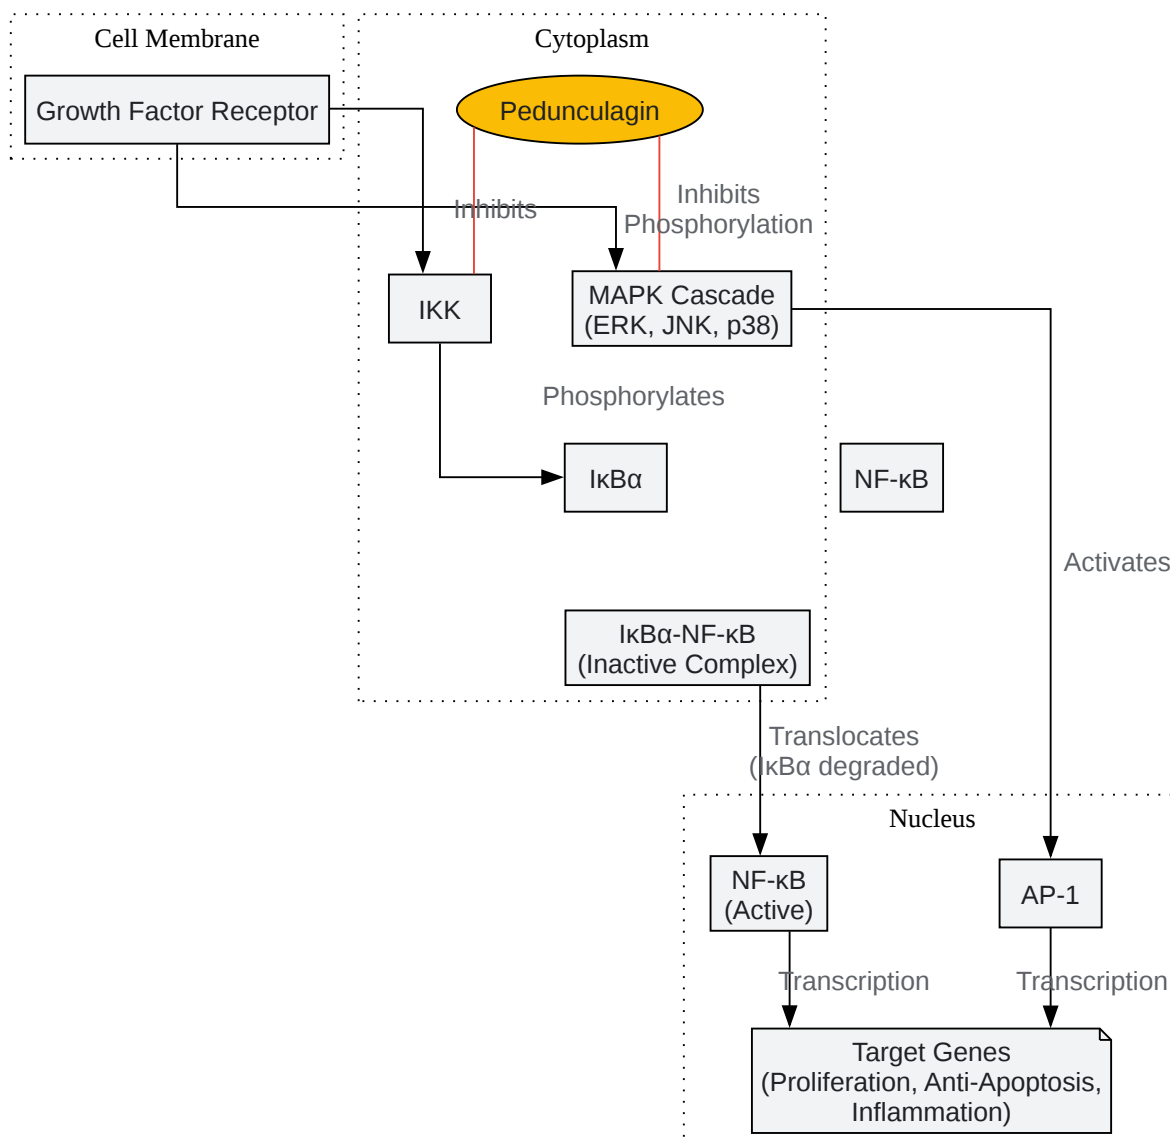 Cell Membrane
Cytoplasm
Growth Factor Receptor
Pedunculagin
Inhibits
Inhibits
Phosphorylation
IKK
MAPK Cascade
(ERK, JNK, p38)
Phosphorylates
IκBα
NF-κB
Activates
IκBα-NF-κB
(Inactive Complex)
Translocates
(IκBα degraded)
Nucleus
NF-κB
(Active)
AP-1
Transcription
Transcription
Target Genes
(Proliferation, Anti-Apoptosis,
Inflammation)